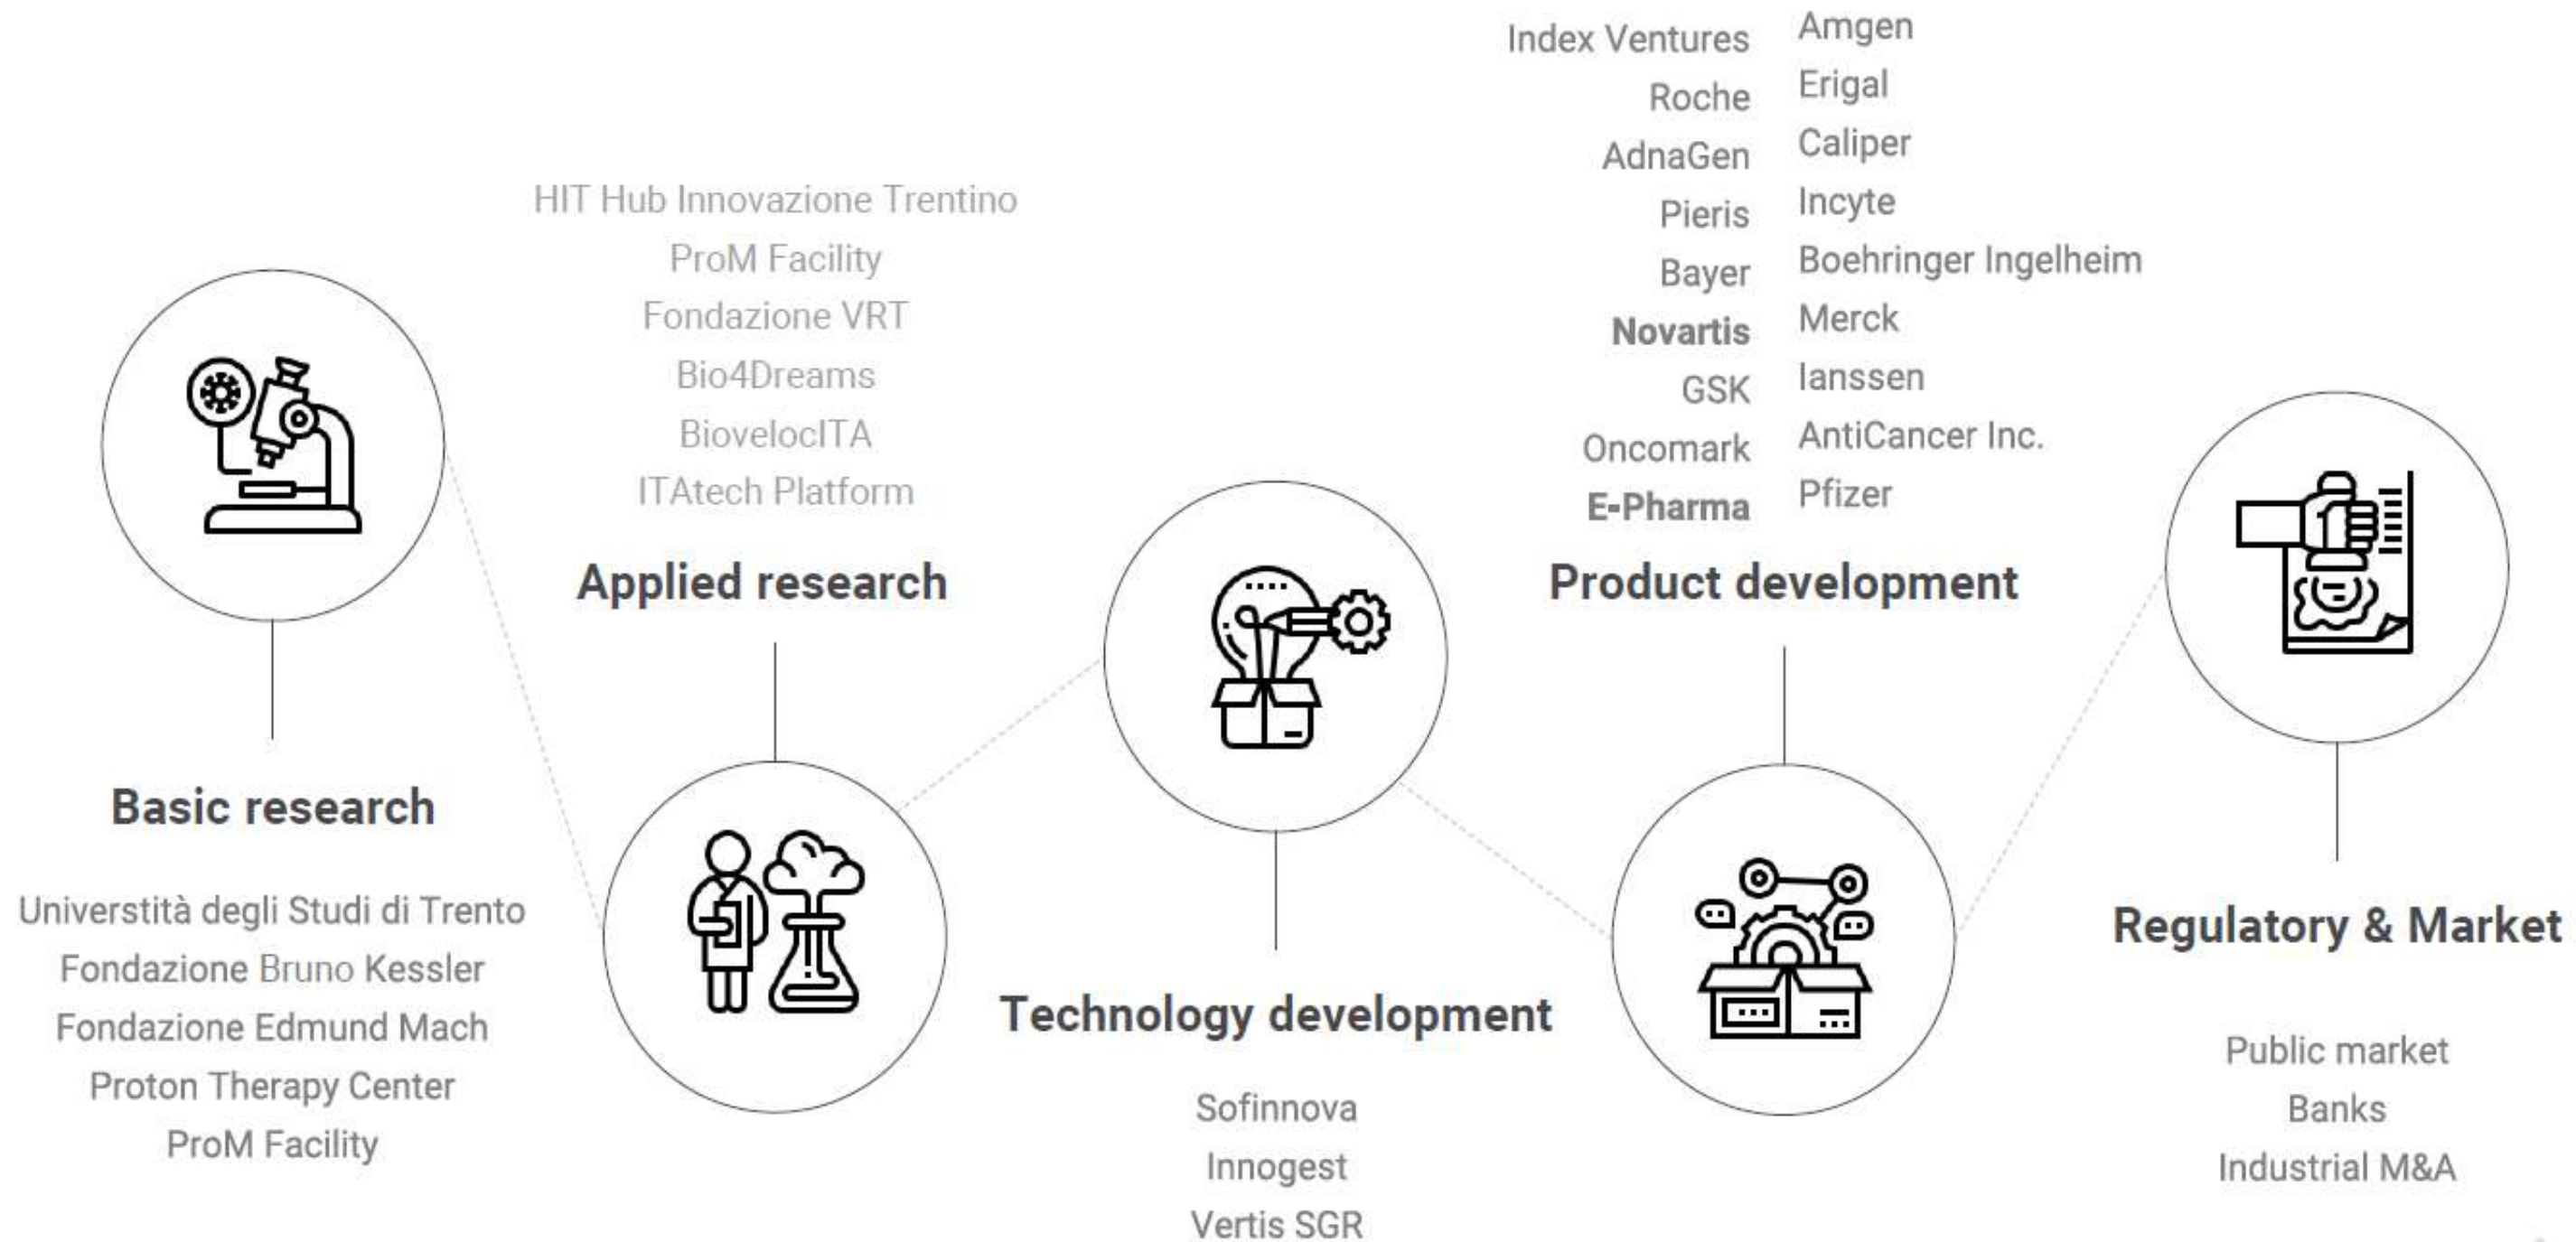 Basic research
Universtità degli Studi di Trento
Fondazione Bruno Kessler
Fondazione Edmund Mach
Proton Therapy Center
ProM Facility
HIT Hub Innovazione Trentino
ProM Facility
Fondazione VRT
Bio4Dreams
BiovelocITA
ITAtech Platform
Applied research
Technology development
Sofinnova
Innogest
Vertis SGR
Index Ventures
Roche
AdnaGen
Pieris
Bayer
Novartis
GSK
Oncomark
E-Pharma
Amgen
Erigal
Caliper
Incyte
Boehringer Ingelheim
Merck
Ianssen
AntiCancer Inc.
Pfizer
Product development
Regulatory & Market
Public market
Banks
Industrial M&A